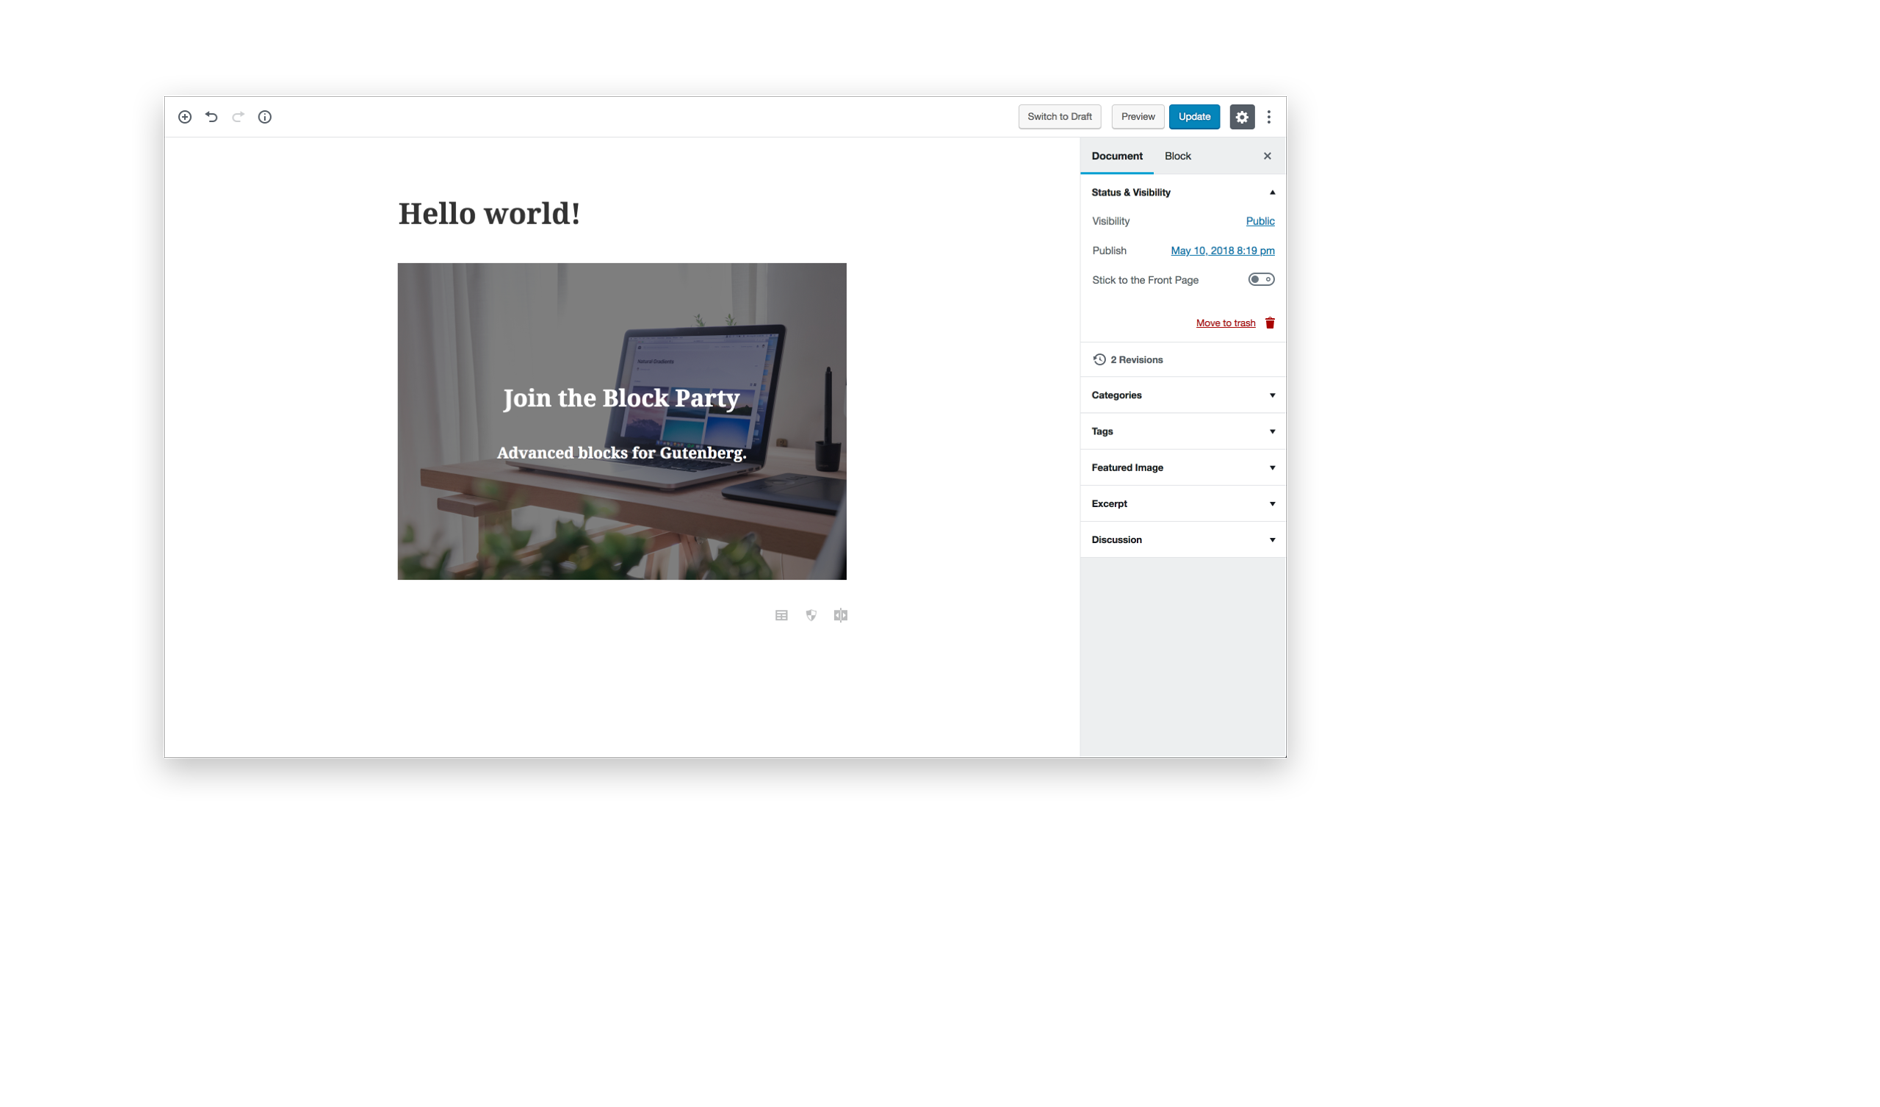 Switch to Draft
Preview
Update
Document
Block
Status & Visibility
Visibility
Public
Publish
May 10, 2018 8:19 pm
Stick to the Front Page
Move to trash
2 Revisions
Categories
Tags
Featured Image
Excerpt
Discussion
Hello world!
Natural Gradients
Join the Block Party
Advanced blocks for Gutenberg.